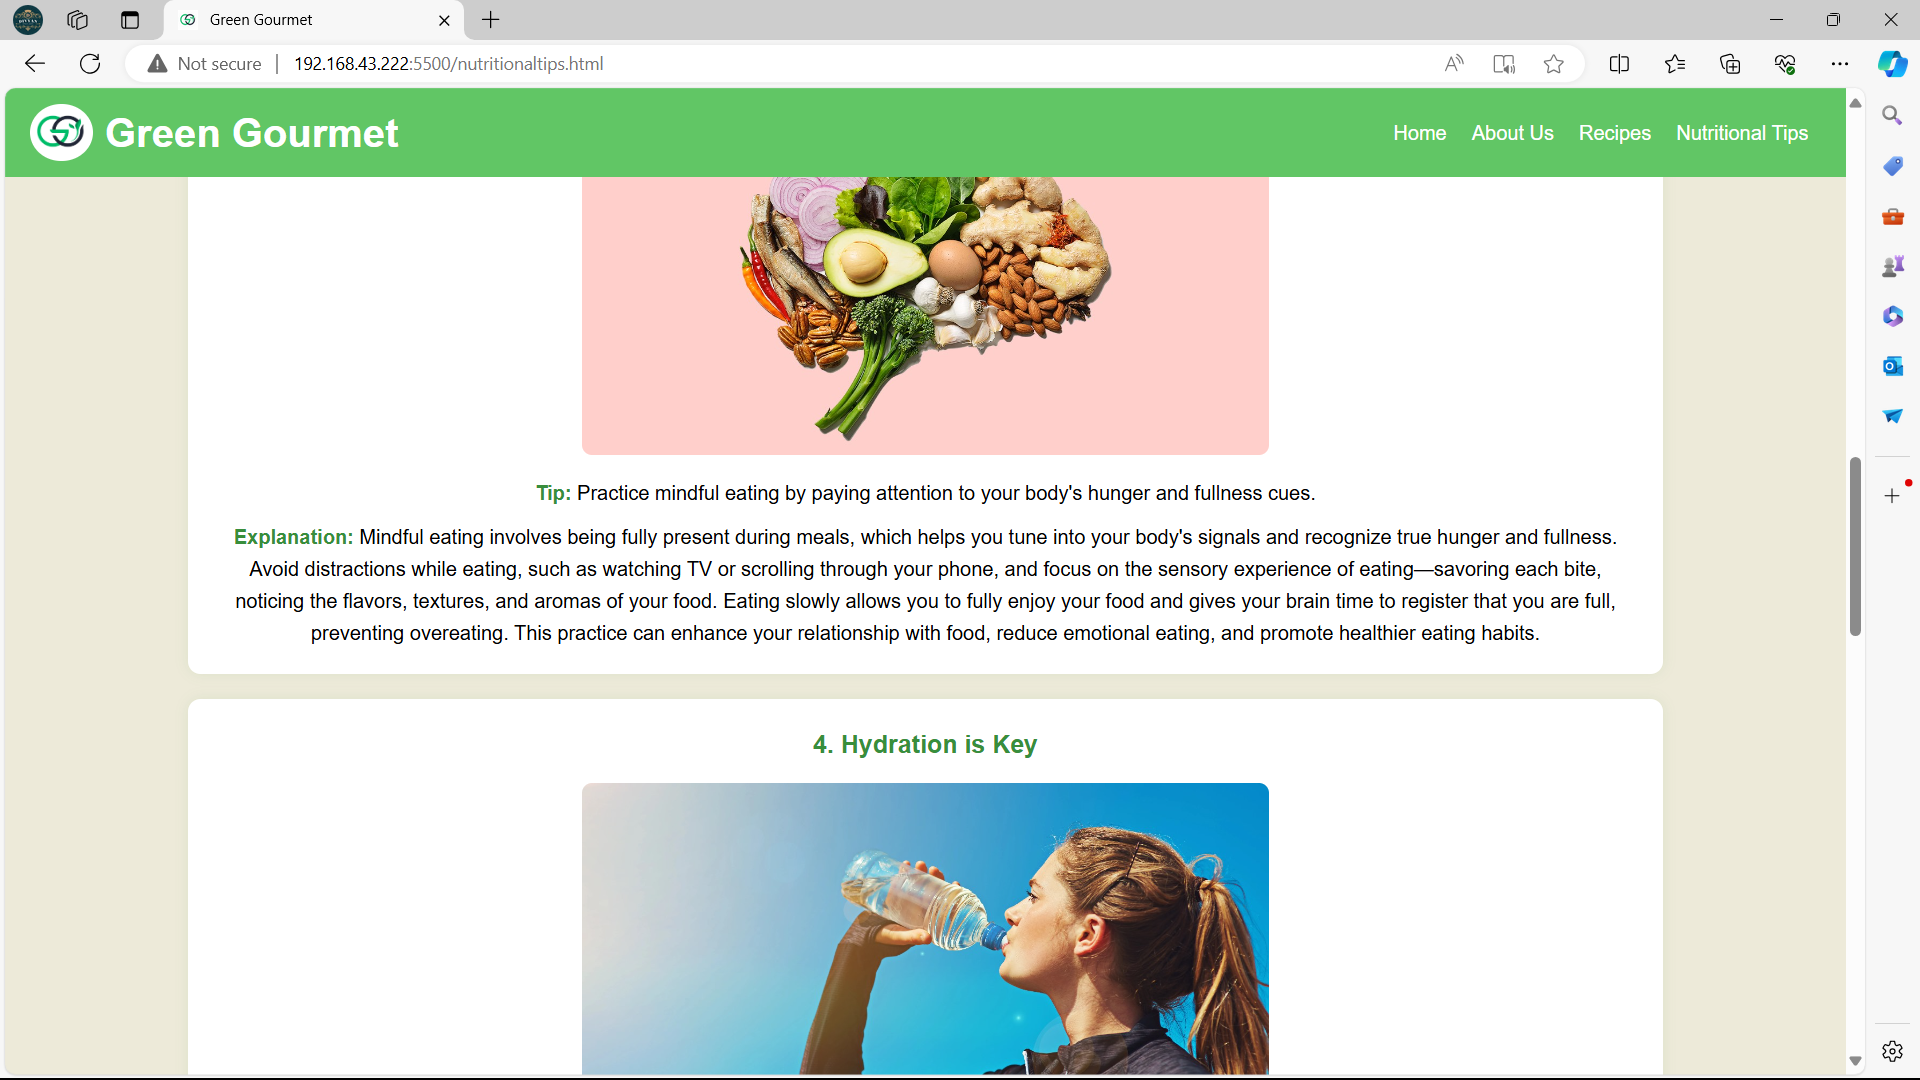 Green Gourmet
Not secure
192.168.43.222:5500/nutritionaltips.html
Green Gourmet
Home About Us Recipes Nutritional Tips
Tip: Practice mindful eating by paying attention to your body's hunger and fullness cues.
Explanation: Mindful eating involves being fully present during meals, which helps you tune into your body's signals and recognize true hunger and fullness.
Avoid distractions while eating, such as watching TV or scrolling through your phone, and focus on the sensory experience of eating—savoring each bite,
noticing the flavors, textures, and aromas of your food. Eating slowly allows you to fully enjoy your food and gives your brain time to register that you are full,
preventing overeating. This practice can enhance your relationship with food, reduce emotional eating, and promote healthier eating habits.
4. Hydration is Key